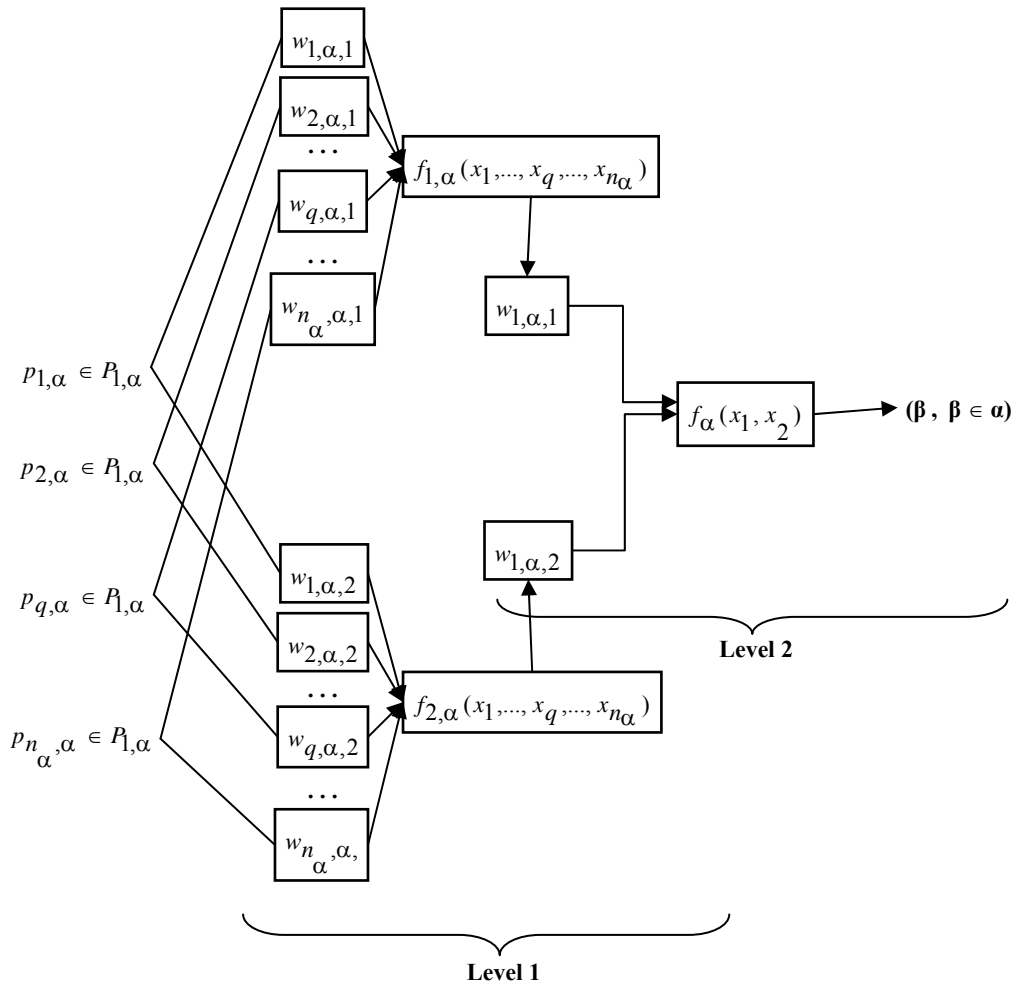 w1,α,1
w2,α,1
...
wq,α,1
...
wnα,α,1
f1,α(x1,...,xq,...,xnα)
w1,α,1
p1,α ∈ P1,α
p2,α ∈ P1,α
pq,α ∈ P1,α
pnα,α ∈ P1,α
fα(x1,x2)
(β , β ∈ α)
w1,α,2
Level 2
w1,α,2
w2,α,2
...
wq,α,2
...
wnα,α,
f2,α(x1,...,xq,...,xnα)
Level 1